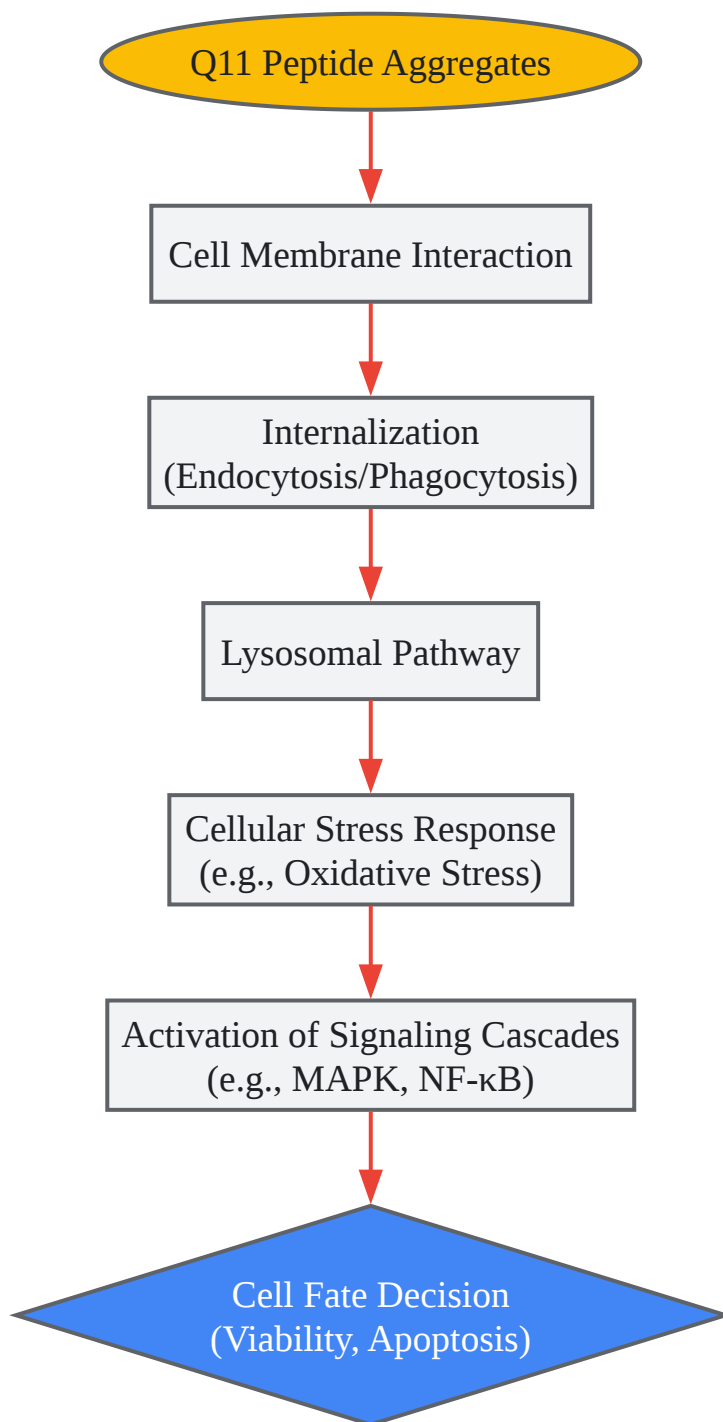 Q11 Peptide Aggregates
Cell Membrane Interaction
Internalization
(Endocytosis/Phagocytosis)
Lysosomal Pathway
Cellular Stress Response
(e.g., Oxidative Stress)
Activation of Signaling Cascades
(e.g., MAPK, NF-κB)
Cell Fate Decision
(Viability, Apoptosis)